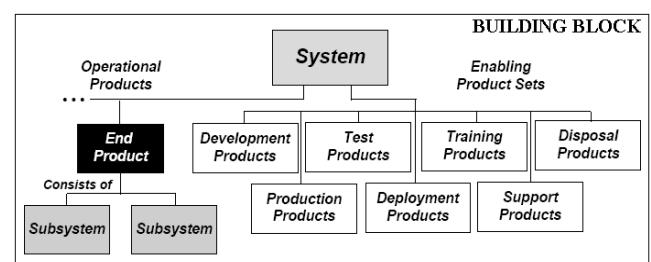 BUILDING BLOCK
System
Operational
Products
Enabling
Product Sets
...
End
Product
Development
Products
Test
Products
Training
Products
Disposal
Products
Consists of
Production
Products
Deployment
Products
Support
Products
Subsystem
Subsystem